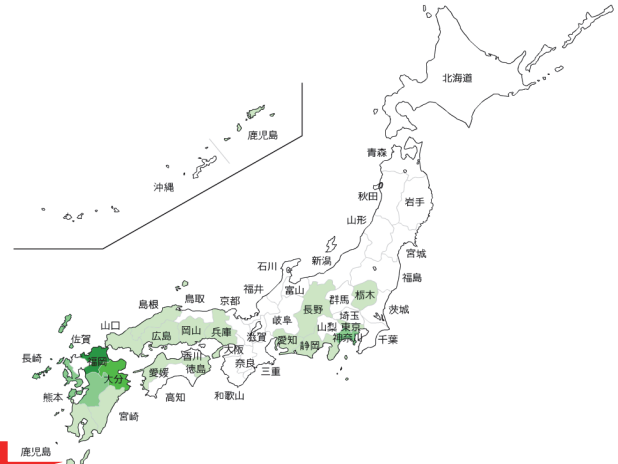 北海道
鹿児島
沖縄
青森
秋田
岩手
山形
宮城
新潟
石川
福島
福井
富山
群馬
栃木
島根
鳥取
京都
長野
埼玉
茨城
山口
岐阜
山梨
東京
広島
岡山
兵庫
滋賀
愛知
静岡
神奈川
千葉
佐賀
大阪
長崎
福岡
香川
奈良
三重
大分
愛媛
徳島
熊本
高知
和歌山
宮崎
鹿児島